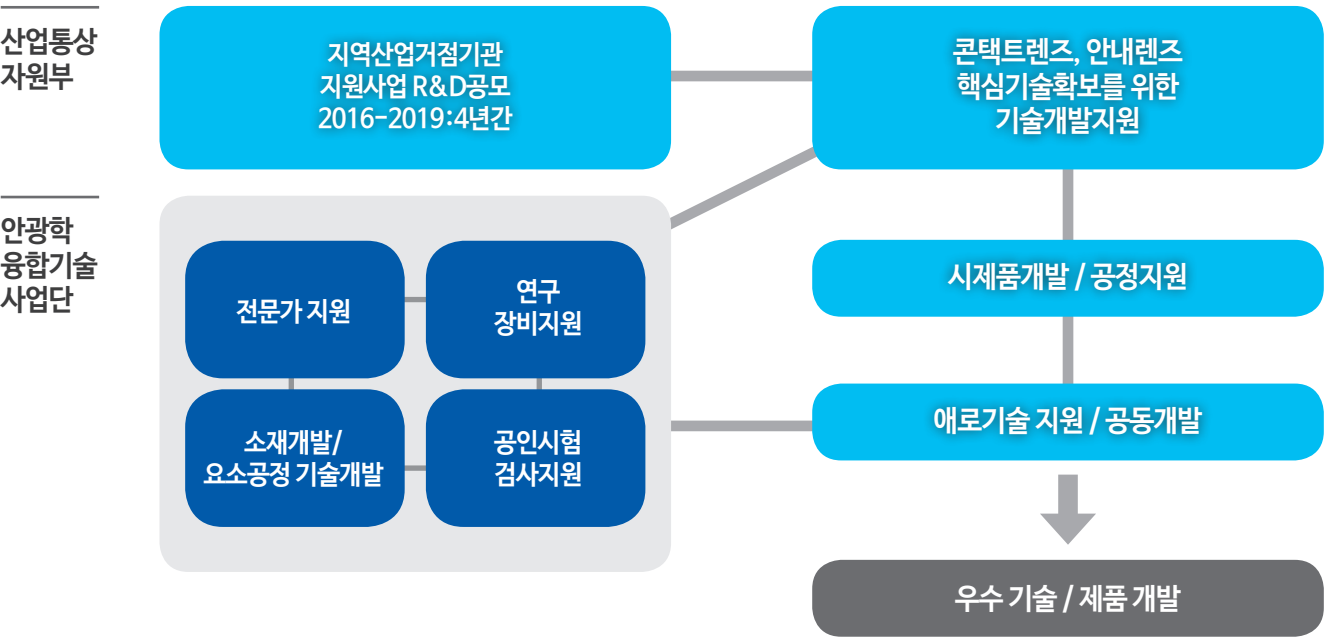 산업통상
자원부
지역산업거점기관
지원사업 R&D공모
2016-2019:4년간
콘택트렌즈, 안내렌즈
핵심기술확보를 위한
기술개발지원
안광학
융합기술
사업단
전문가 지원
연구
장비지원
소재개발/
요소공정 기술개발
공인시험
검사지원
시제품개발 / 공정지원
애로기술 지원 / 공동개발
우수 기술 / 제품 개발